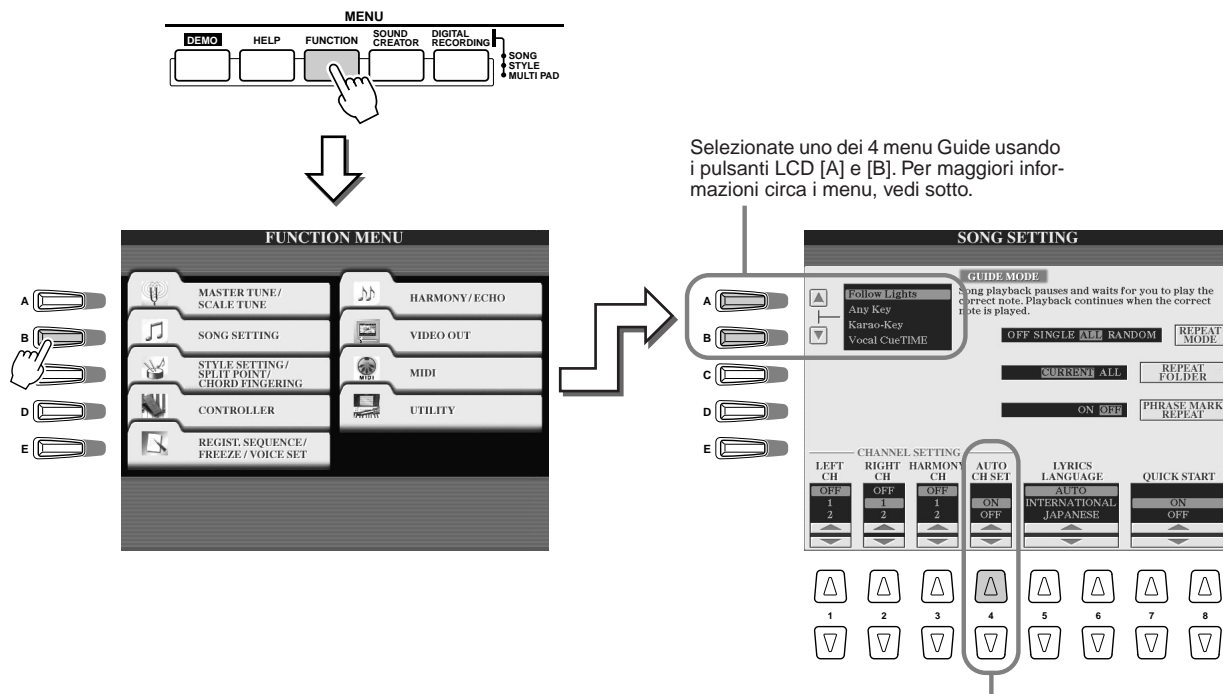 MENU
DEMO
HELP
FUNCTION
SOUND CREATOR
DIGITAL RECORDING
SONG
STYLE
MULTI PAD
Selezionate uno dei 4 menu Guide usando
i pulsanti LCD [A] e [B]. Per maggiori infor-
mazioni circa i menu, vedi sotto.
FUNCTION MENU
A
B
D
E
MASTER TUNE/
SCALE TUNE
SONG SETTING
STYLE SETTING/
SPLIT POINT/
CHORD FINGERING
CONTROLLER
REGIST. SEQUENCE/
FREEZE / VOICE SET
HARMONY/ECHO
VIDEO OUT
MIDI
MIDI
UTILITY
SONG SETTING
A
B
C
D
E
Follow Lights
Any Key
Karao-Key
Vocal CueTIME
GUIDE MODE
Song playback pauses and waits for you to play the
correct note. Playback continues when the correct
note is played.
OFF SINGLE ALL RANDOM
REPEAT
MODE
CURRENT ALL
REPEAT
FOLDER
ON OFF
PHRASE MARK
REPEAT
CHANNEL SETTING
LEFT
CH
OFF
1
2
RIGHT
CH
OFF
1
2
HARMONY
CH
OFF
1
2
AUTO
CH SET
ON
OFF
LYRICS
LANGUAGE
AUTO
INTERNATIONAL
JAPANESE
QUICK START
ON
OFF
1 2 3 4 5 6 7 8